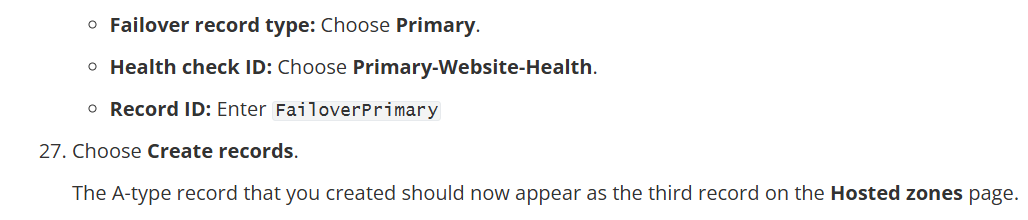 Failover record type: Choose Primary.
Health check ID: Choose Primary-Website-Health.
Record ID: Enter FailoverPrimary
27. Choose Create records.
The A-type record that you created should now appear as the third record on the Hosted zones page.